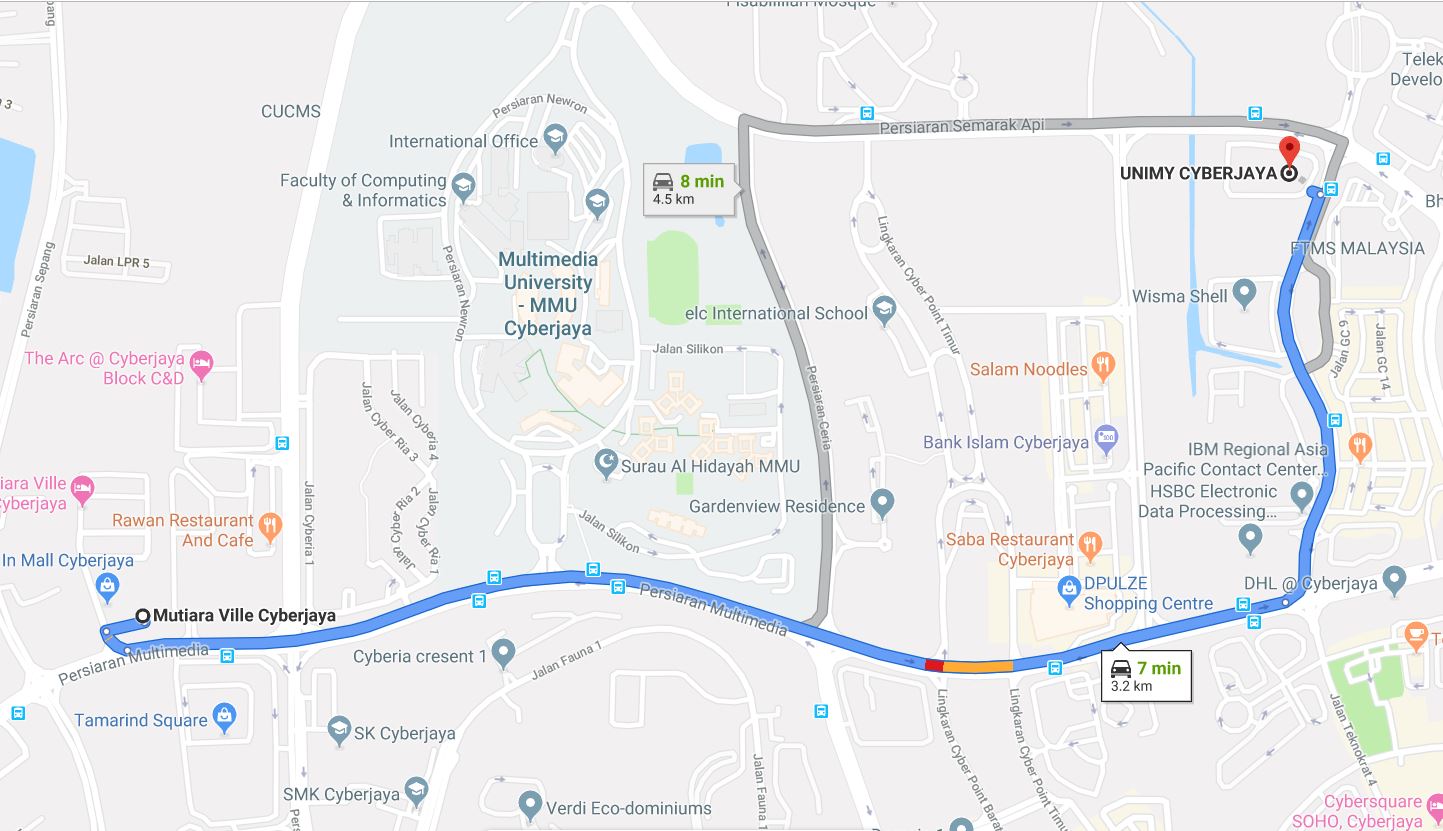 CUCMS
Persiaran Newron
International Office
Faculty of Computing
& Informatics
8 min
4.5 km
Persiaran Semarak Api
UNIMY CYBERJAYA
FTMS MALAYSIA
Jalan LPR 5
Persiaran Sepang
Persiaran Newron
Multimedia
University
- MMU
Cyberjaya
Lingkaran Cyber Point Timur
Wisma Shell
elc International School
Jalan Silikon
Jalan GC 9
Jalan GC 14
The Arc @ Cyberjaya
Block C&D
Salam Noodles
Persiaran Ceria
Jalan Cyber Ria 3
Jalan Cyberia 4
Bank Islam Cyberjaya
IBM Regional Asia
Pacific Contact Center...
HSBC Electronic
Data Processing...
Surau Al Hidayah MMU
Gardenview Residence
Ville
Rawan Restaurant
And Cafe
Jalan Cyberia 1
Jalan Cyber Ria 2
Jalan Cyber Ria 1
Jalan Silikon
Saba Restaurant
Cyberjaya
In Mall Cyberjaya
DPULZE
Shopping Centre
DHL @ Cyberjaya
Mutiara Ville Cyberjaya
Persiaran Multimedia
Persiaran Multimedia
Cyberia cresent 1
Jalan Fauna 1
7 min
3.2 km
Tamarind Square
SK Cyberjaya
SMK Cyberjaya
Verdi Eco-dominiums
Jalan Fauna 1
Lingkaran Cyber Point Barat
Lingkaran Cyber Point Timur
Jalan Teknokrat 4
Cybersquare
SOHO, Cyberjaya